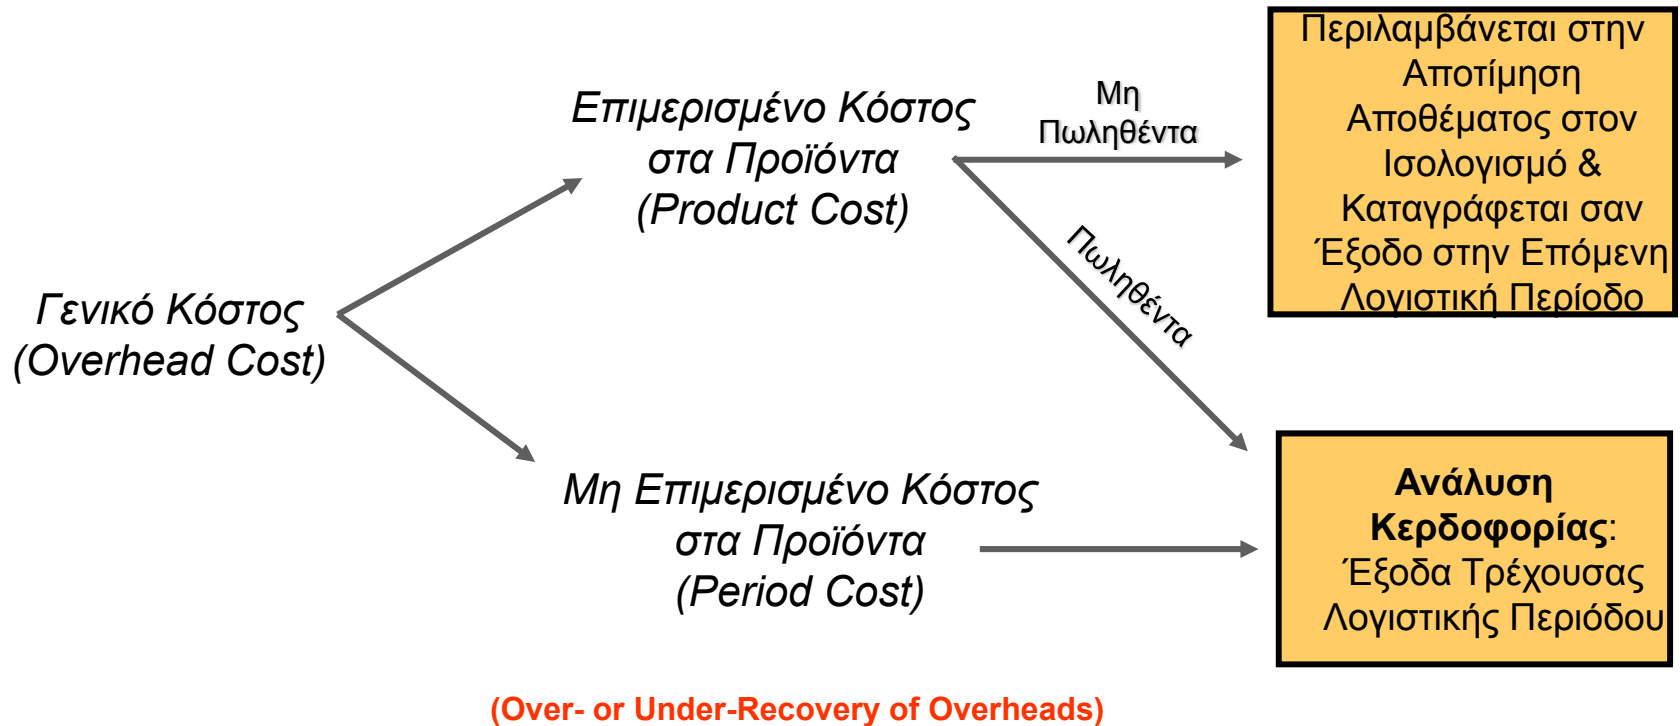 Γενικό Κόστος
(Overhead Cost)
Επιμερισμένο Κόστος
στα Προϊόντα
(Product Cost)
Μη
Πωληθέντα
Πωληθέντα
Περιλαμβάνεται στην
Αποτίμηση
Αποθέματος στον
Ισολογισμό &
Καταγράφεται σαν
Έξοδο στην Επόμενη
Λογιστική Περίοδο
Μη Επιμερισμένο Κόστος
στα Προϊόντα
(Period Cost)
Ανάλυση
Κερδοφορίας:
Έξοδα Τρέχουσας
Λογιστικής Περιόδου
(Over- or Under-Recovery of Overheads)